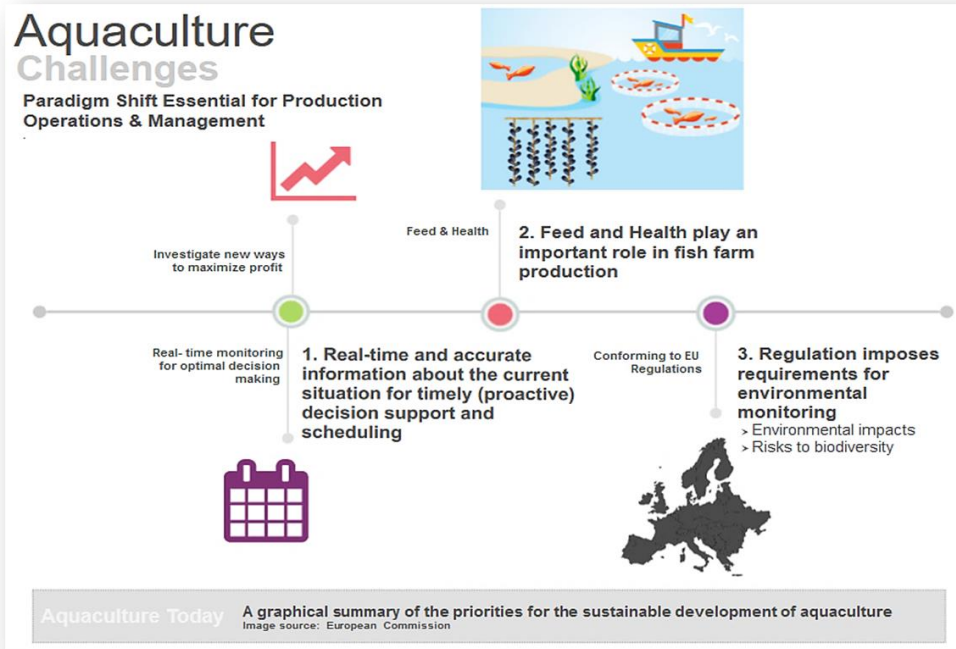 Aquaculture
Challenges
Paradigm Shift Essential for Production
Operations & Management
.
Investigate new ways
to maximize profit
Feed & Health
2. Feed and Health play an
important role in fish farm
production
Real- time monitoring
for optimal decision
making
1. Real-time and accurate
information about the current
situation for timely (proactive)
decision support and
scheduling
Conforming to EU
Regulations
3. Regulation imposes
requirements for
environmental
monitoring
➢ Environmental impacts
➢ Risks to biodiversity
Aquaculture Today
A graphical summary of the priorities for the sustainable development of aquaculture
Image source: European Commission